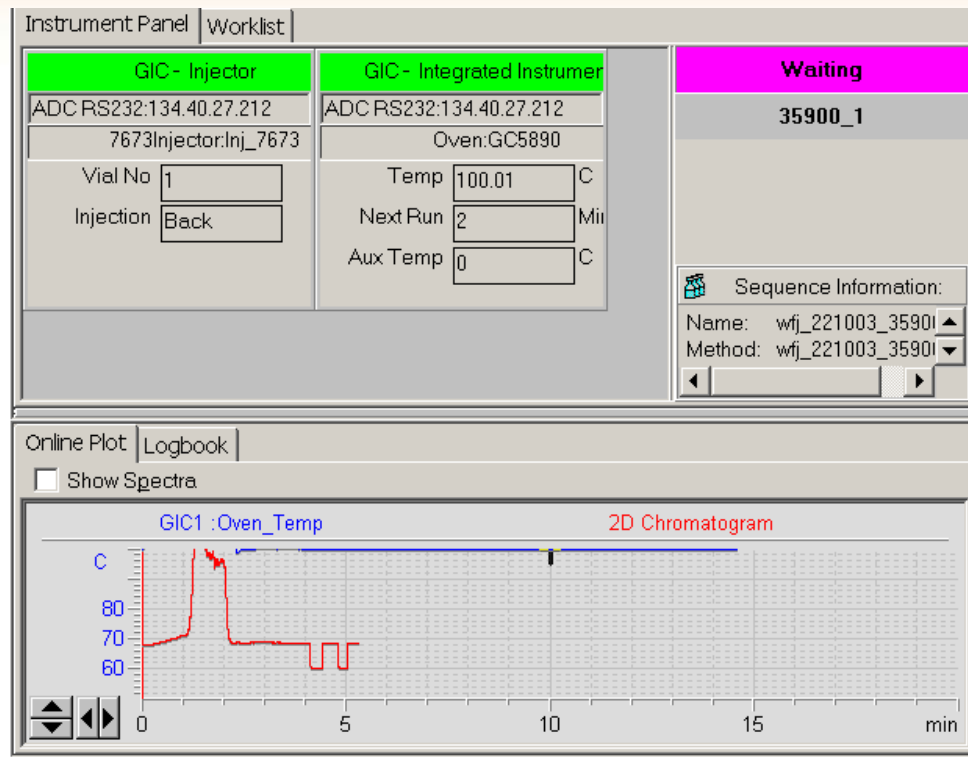 Instrument Panel Worklist
GIC - Injector
ADC RS232:134.40.27.212
7673Injector:Inj_7673
Vial No 1
Injection Back
GIC - Integrated Instrumer
ADC RS232:134.40.27.212
Oven:GC5890
Temp 100.01 C
Next Run 2 Min
Aux Temp 0 C
Waiting
35900_1
Sequence Information:
Name: wfj_221003_3590
Method: wfj_221003_3590
Online Plot Logbook
Show Spectra
GIC1 :Oven_Temp 2D Chromatogram
C
80
70
60
0 5 10 15 min